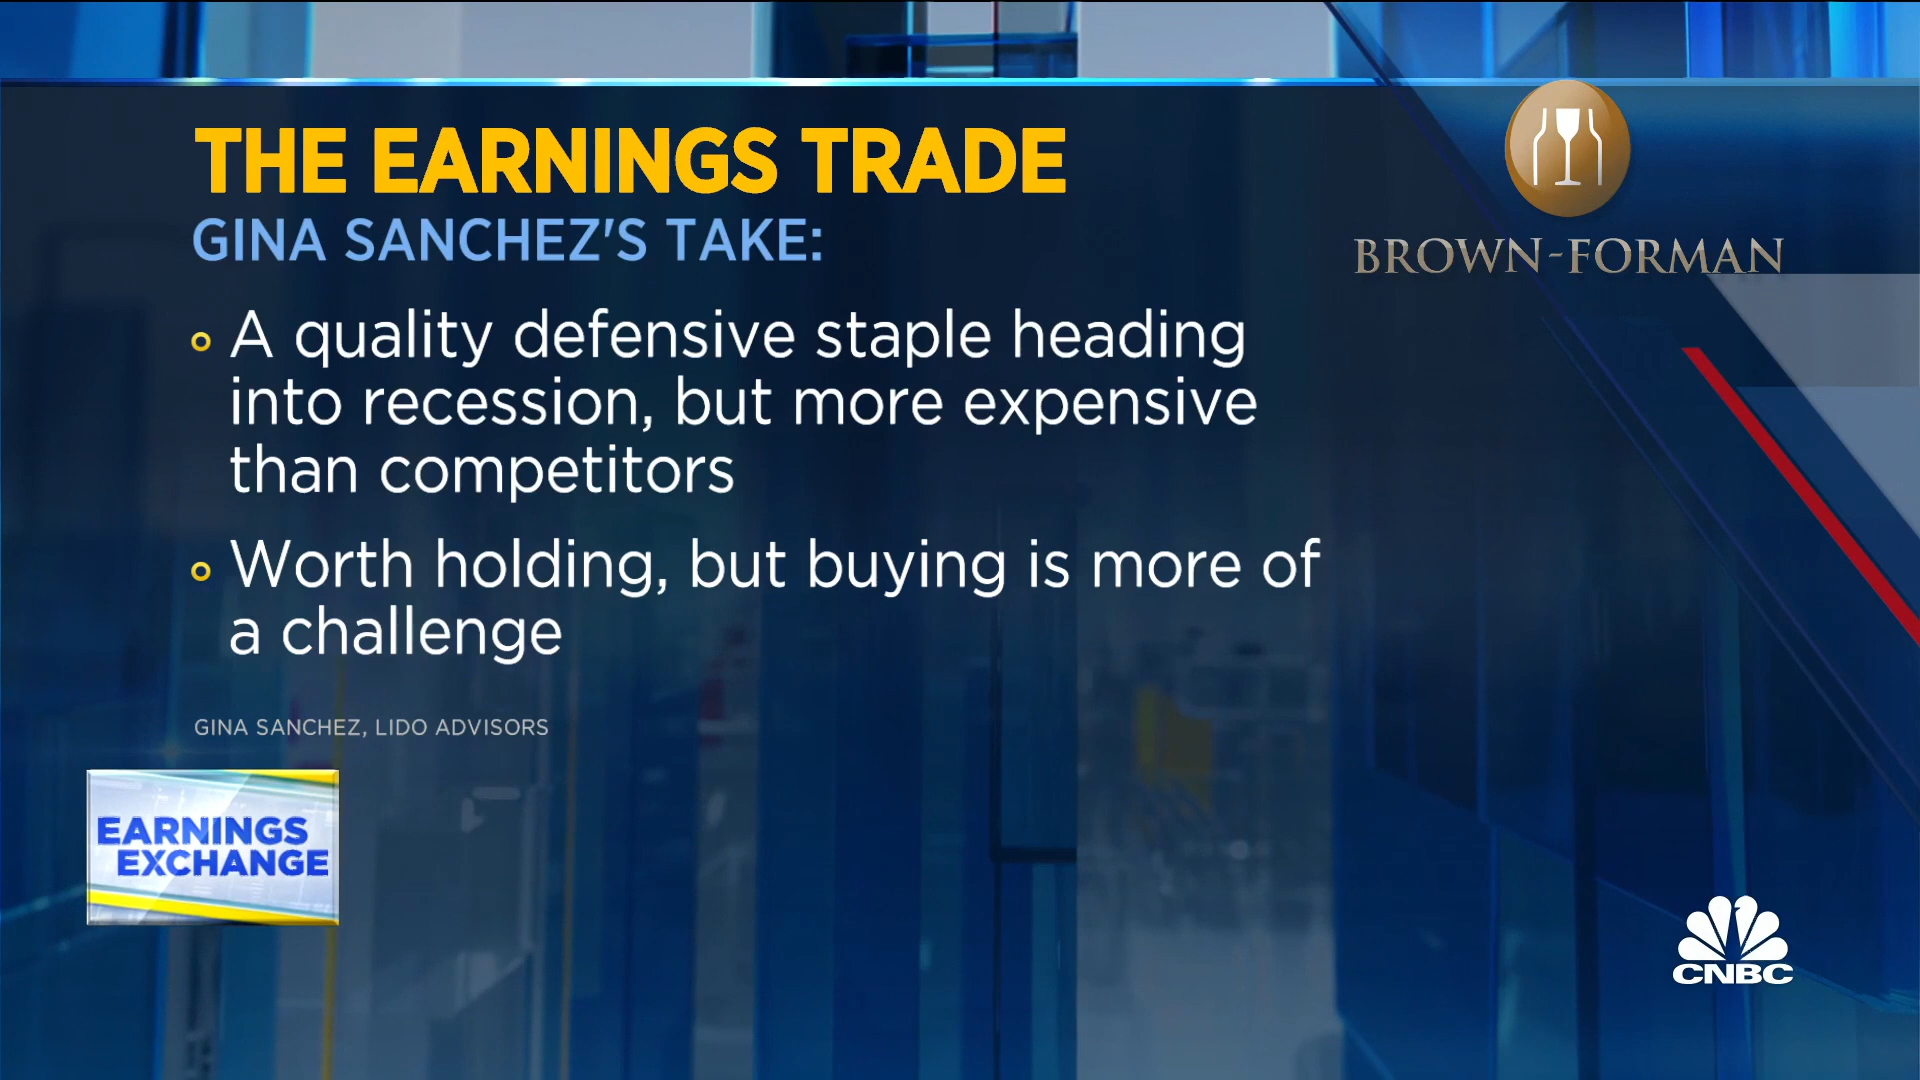 THE EARNINGS TRADE
BROWN-FORMAN
GINA SANCHEZ'S TAKE:
A quality defensive staple heading
into recession, but more expensive
than competitors
Worth holding, but buying is more of
a challenge
GINA SANCHEZ, LIDO ADVISORS
EARNINGS
EXCHANGE
CNBC